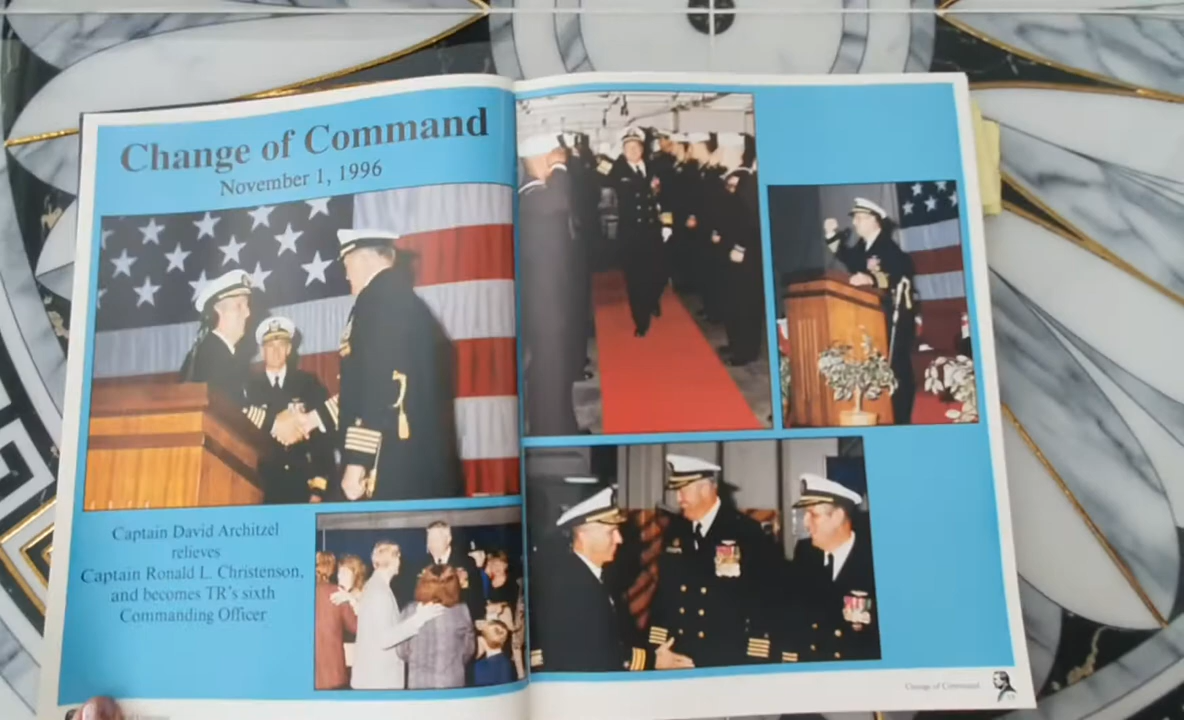 Change of Command
November 1, 1996
Captain David Architzel
relieves
Captain Ronald L. Christenson,
and becomes TR's sixth
Commanding Officer
Change of Command